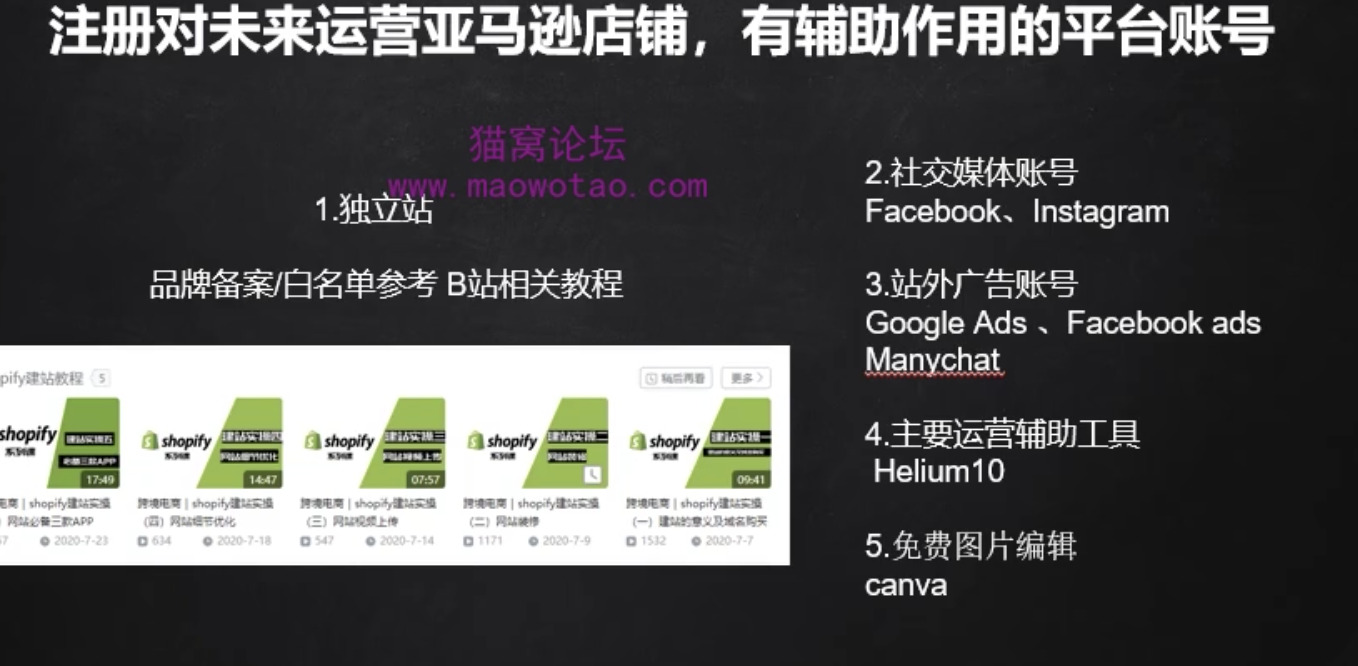 注册对未来运营亚马逊店铺，有辅助作用的平台账号
猫窝论坛
www.maowotao.com
1.独立站
品牌备案/白名单参考 B站相关教程
2.社交媒体账号
Facebook、Instagram
3.站外广告账号
Google Ads 、Facebook ads
Manychat
4.主要运营辅助工具
Helium10
5.免费图片编辑
canva
pify建站教程 5
稍后再看 更多
shopify 建站实操五
系列课 必备三款APP
17:49
shopify 建站实操四
系列课 网站细节优化
14:47
shopify 建站实操三
系列课 网站视频上传
07:57
shopify 建站实操二
系列课 网站装修
shopify 建站实操一
系列课
09:41
电商 | shopify建站实操
）网站必备三款APP
2020-7-23
跨境电商 | shopify建站实操
（四）网站细节优化
634 2020-7-18
跨境电商 | shopify建站实操
（三）网站视频上传
547 2020-7-14
跨境电商 | shopify建站实操
（二）网站装修
1171 2020-7-9
跨境电商 | shopify建站实操
（一）建站的意义及域名购买
1532 2020-7-7